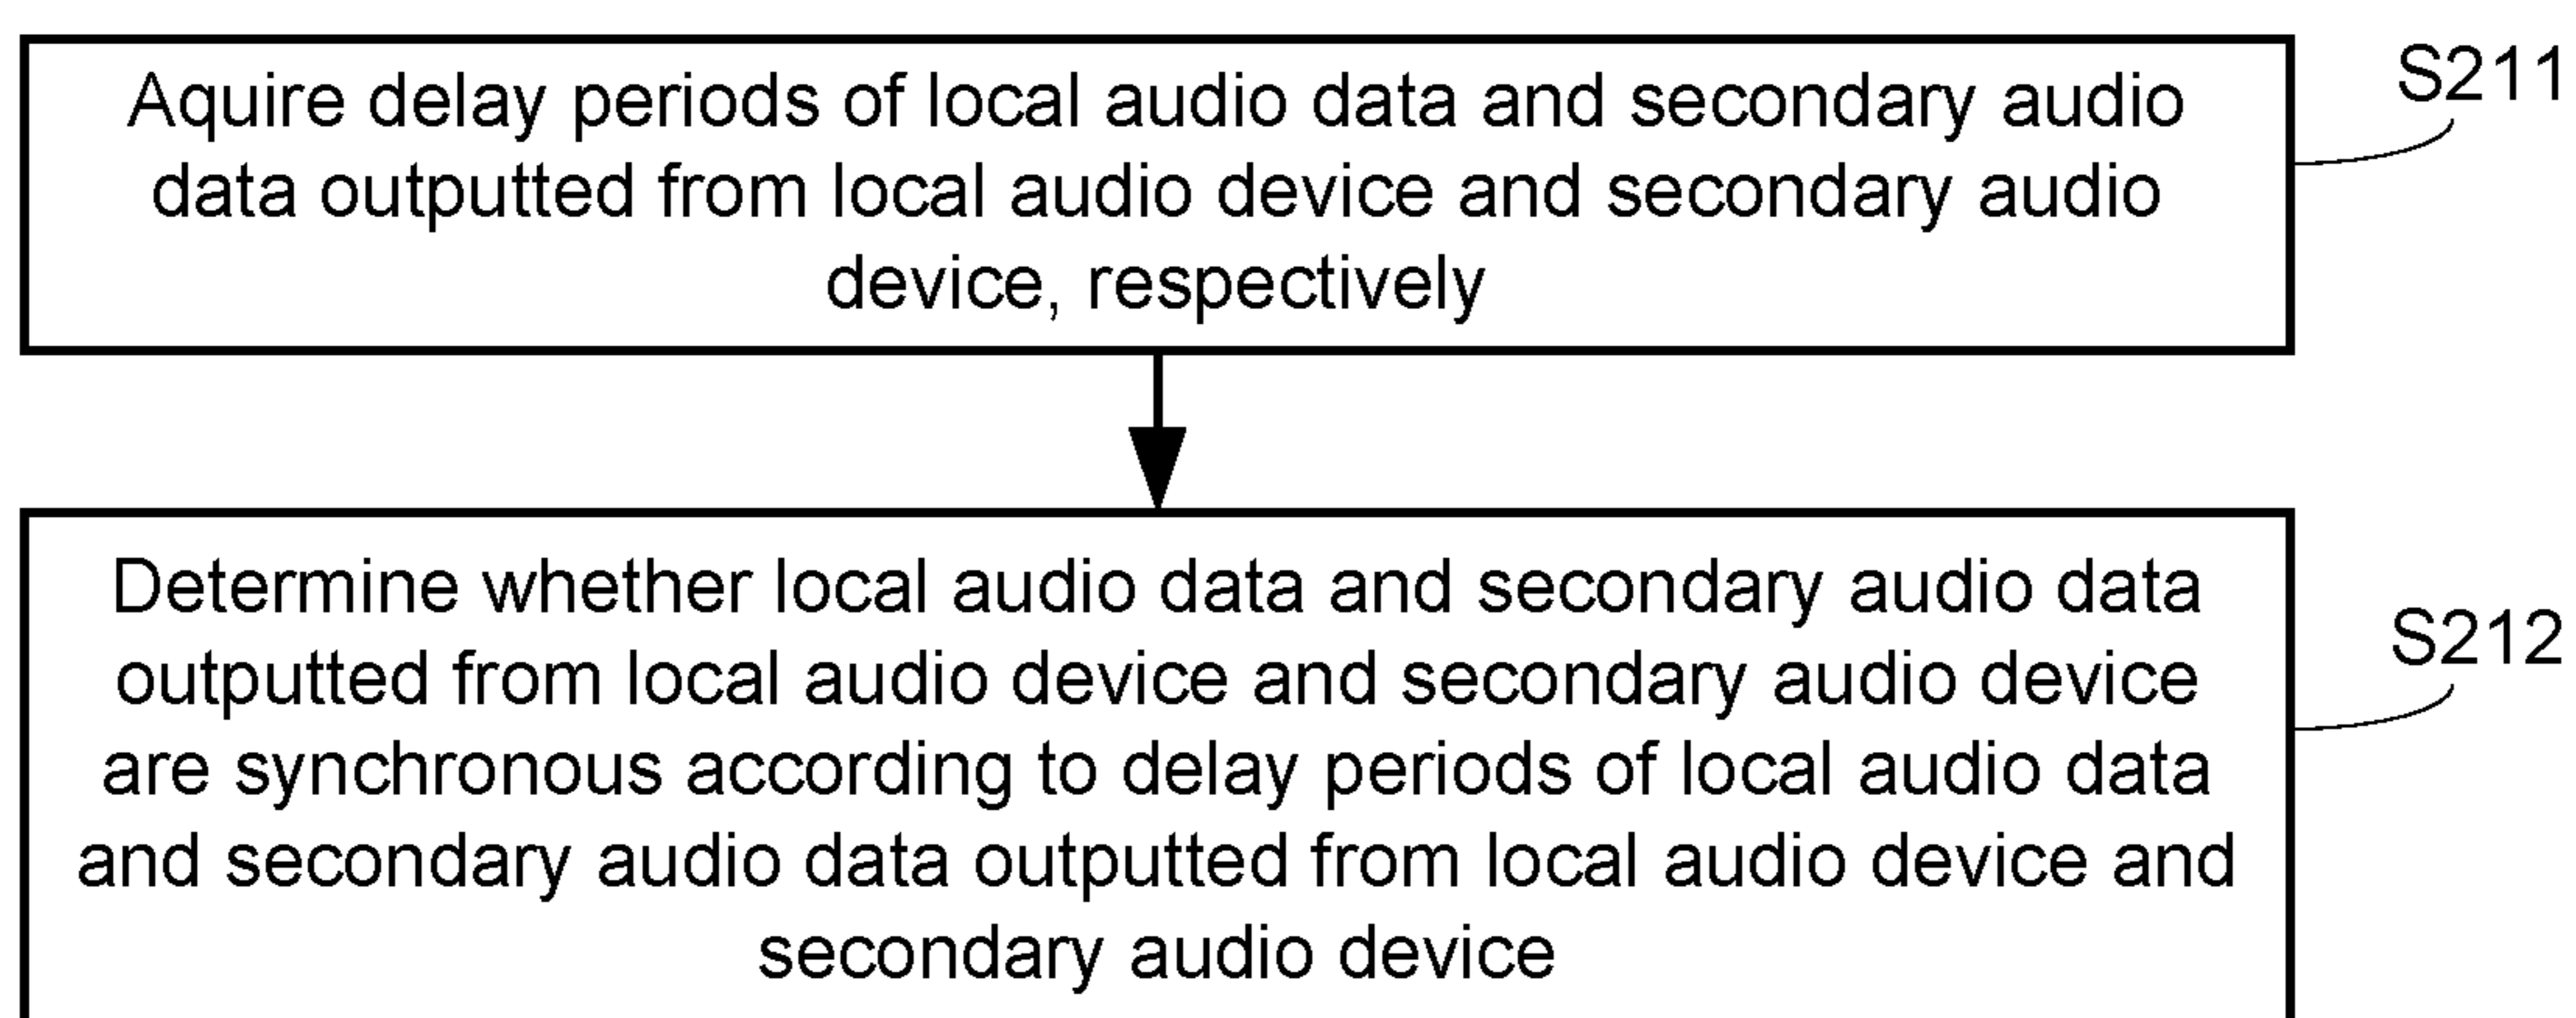 Aquire delay periods of local audio data and secondary audio
data outputted from local audio device and secondary audio
device, respectively
S211
Determine whether local audio data and secondary audio data
outputted from local audio device and secondary audio device
are synchronous according to delay periods of local audio data
and secondary audio data outputted from local audio device and
secondary audio device
S212